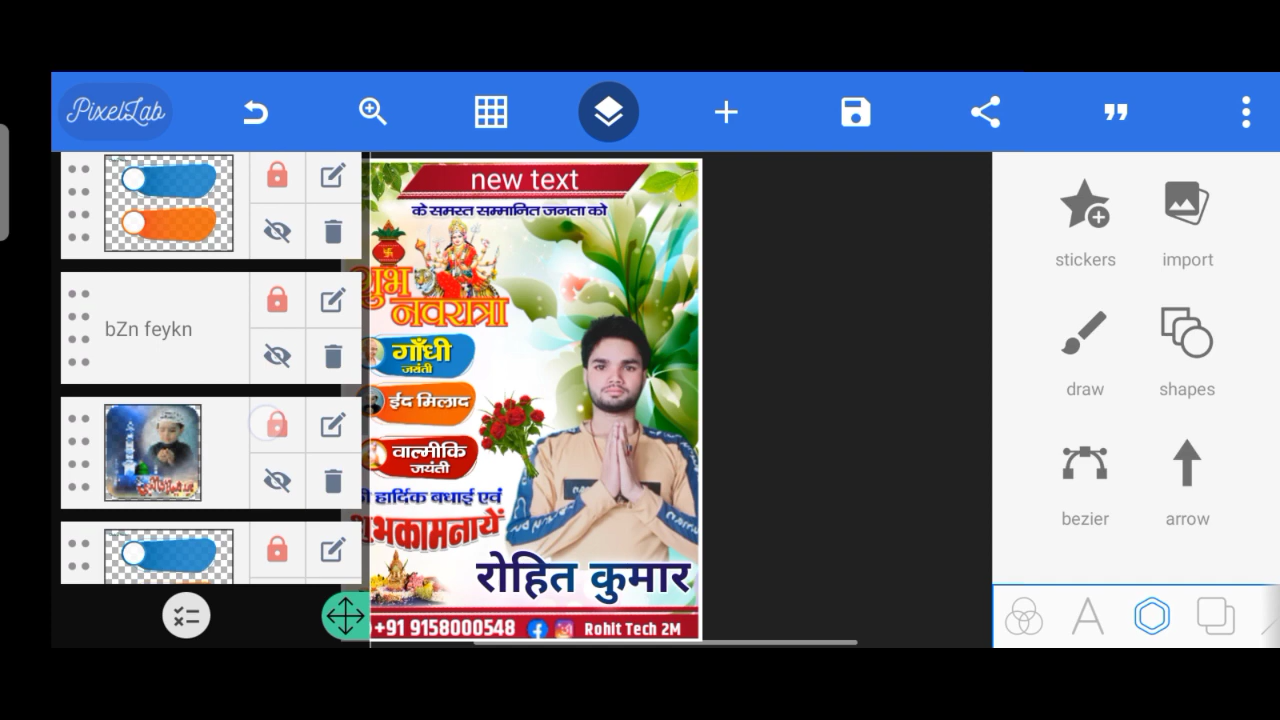 PixelLab
new text
के समस्त सम्मानित जनता को
शुभ
नवरात्रा
गाँधी
जयंती
ईद मिलाद
वाल्मीकि
जयंती
हार्दिक बधाई एवं
शुभकामनायें
रोहित कुमार
+91 9158000548
Rohit Tech 2M
bZn feykn
stickers
import
draw
shapes
bezier
arrow